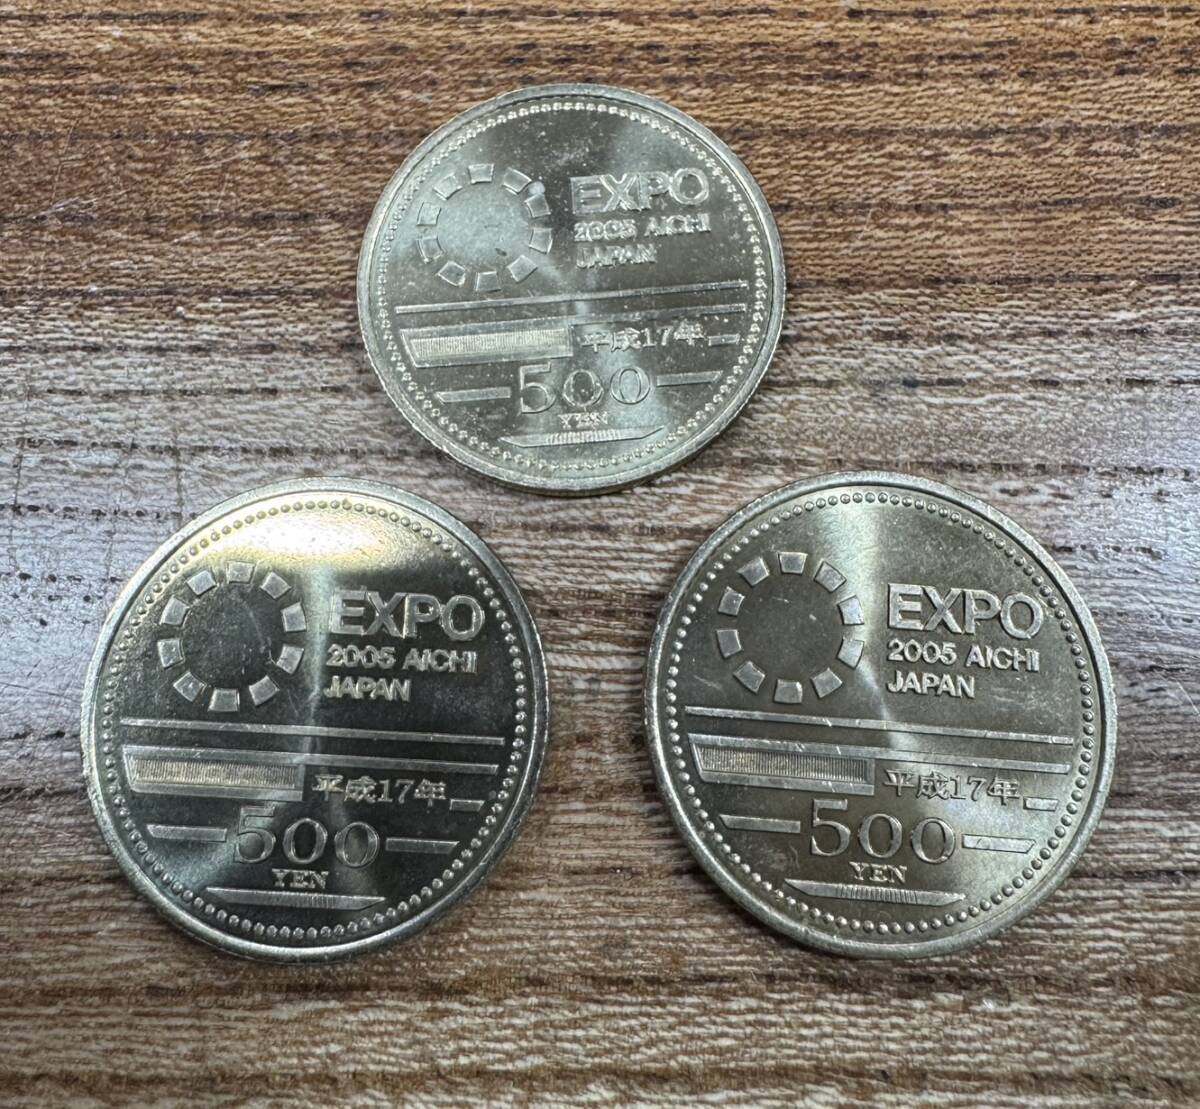 EXPO
2005 AICHI
JAPAN
平成17年
500
YEN
EXPO
2005 AICHI
JAPAN
平成17年
500
YEN
EXPO
2005 AICHI
JAPAN
平成17年
500
YEN